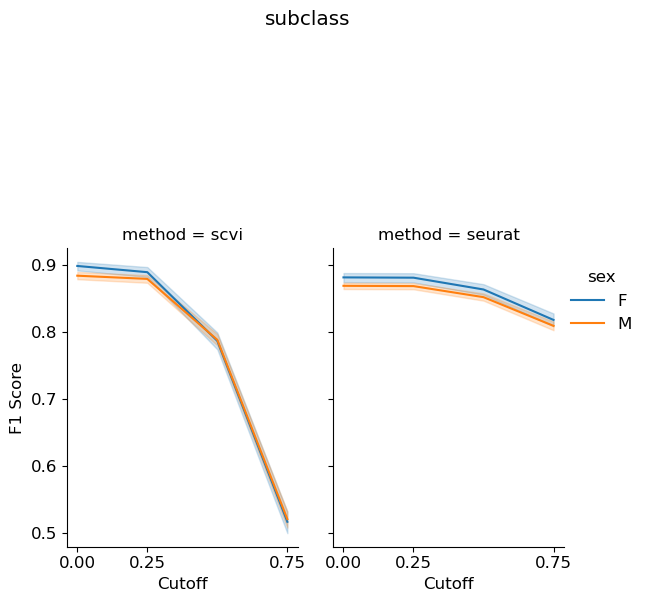 subclass
method = scvi
method = seurat
F1 Score
0.9
0.8
0.7
0.6
0.5
0.00 0.25 0.75
0.00 0.25 0.75
Cutoff
Cutoff
sex
F
M